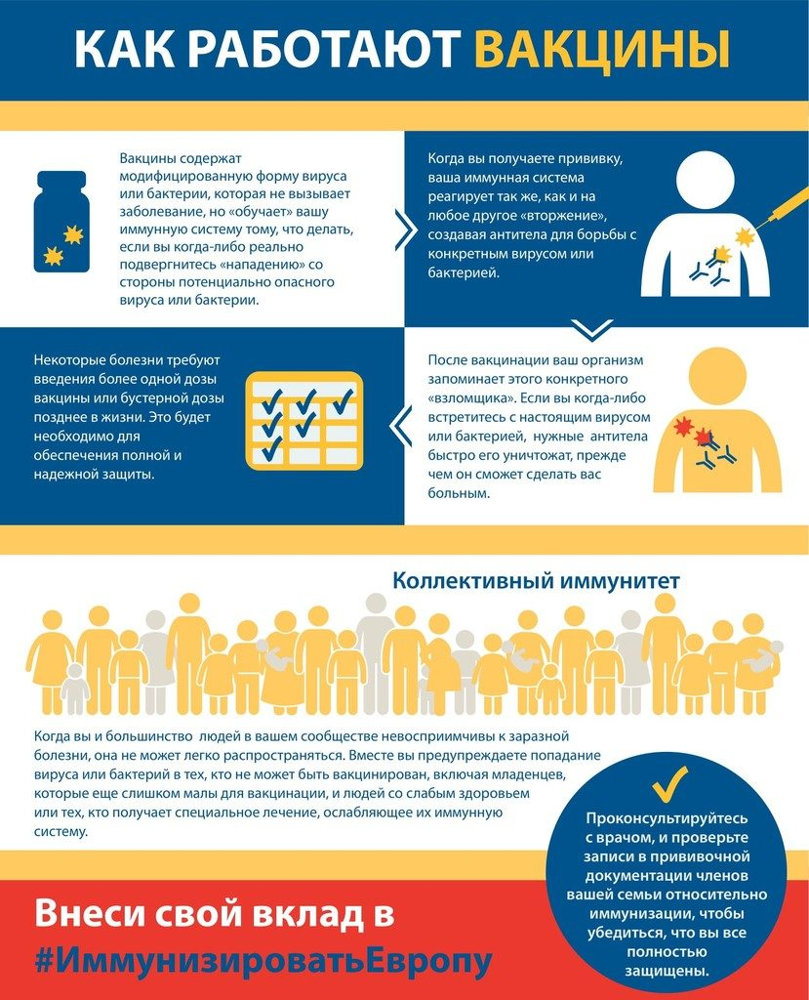 КАК РАБОТАЮТ ВАКЦИНЫ
Вакцины содержат
модифицированную форму вируса
или бактерии, которая не вызывает
заболевание, но «обучает» вашу
иммунную систему тому, что делать,
если вы когда-либо реально
подвергнитесь «нападению» со
стороны потенциально опасного
вируса или бактерии.
Когда вы получаете прививку,
ваша иммунная система
реагирует так же, как и на
любое другое «вторжение»,
создавая антитела для борьбы с
конкретным вирусом или
бактерией.
После вакцинации ваш организм
запоминает этого конкретного
«взломщика». Если вы когда-либо
встретитесь с настоящим вирусом
или бактерией, нужные антитела
быстро его уничтожат, прежде
чем он сможет сделать вас
больным.
Некоторые болезни требуют
введения более одной дозы
вакцины или бустерной дозы
позднее в жизни. Это будет
необходимо для
обеспечения полной и
надежной защиты.
Коллективный иммунитет
Когда вы и большинство людей в вашем сообществе невосприимчивы к заразной
болезни, она не может легко распространяться. Вместе вы предупреждаете попадание
вируса или бактерий в тех, кто не может быть вакцинирован, включая младенцев,
которые еще слишком малы для вакцинации, и людей со слабым здоровьем
или тех, кто получает специальное лечение, ослабляющее их иммунную
систему.
Проконсультируйтесь
с врачом, и проверьте
записи в прививочной
документации членов
вашей семьи относительно
иммунизации, чтобы
убедиться, что вы все
полностью
защищены.
Внеси свой вклад в
#ИммунизироватьЕвропу